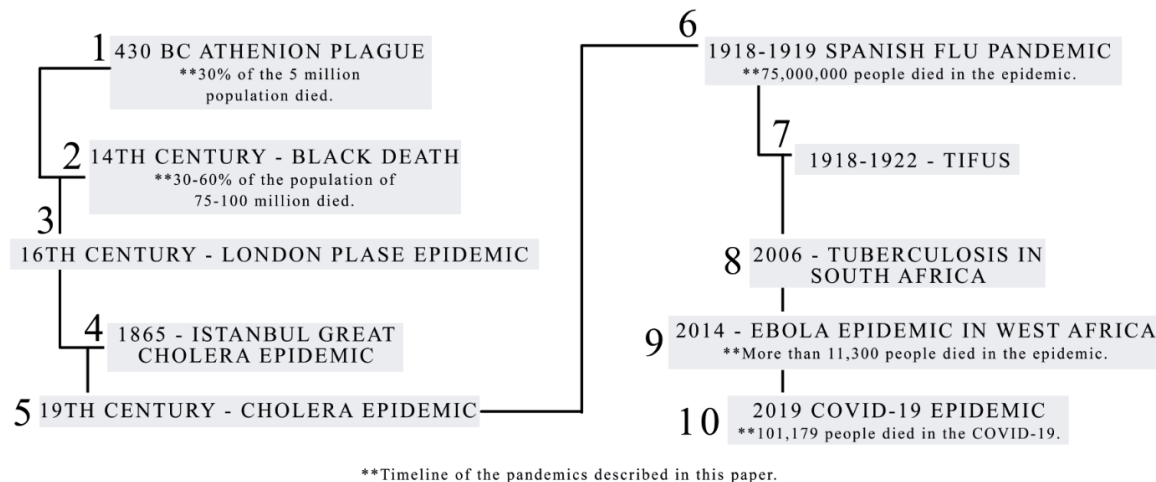 1
430 BC ATHENION PLAGUE
**30% of the 5 million
population died.
2
14TH CENTURY - BLACK DEATH
**30-60% of the population of
75-100 million died.
3
16TH CENTURY - LONDON PLASE EPIDEMIC
4
1865 - ISTANBUL GREAT
CHOLERA EPIDEMIC
5
19TH CENTURY - CHOLERA EPIDEMIC
6
1918-1919 SPANISH FLU PANDEMIC
**75,000,000 people died in the epidemic.
7
1918-1922 - TIFUS
8
2006 - TUBERCULOSIS IN
SOUTH AFRICA
9
2014 - EBOLA EPIDEMIC IN WEST AFRICA
**More than 11,300 people died in the epidemic.
10
2019 COVID-19 EPIDEMIC
**101,179 people died in the COVID-19.
**Timeline of the pandemics described in this paper.